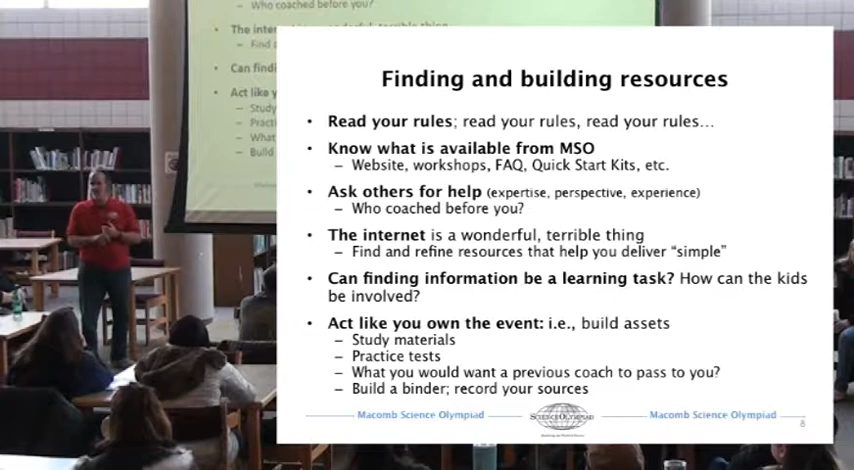 Who coached before you?
The inter
Find a
Can findi
Act like y
Study
Practi
What
Build
Finding and building resources
• Read your rules; read your rules, read your rules…
• Know what is available from MSO
– Website, workshops, FAQ, Quick Start Kits, etc.
• Ask others for help (expertise, perspective, experience)
– Who coached before you?
• The internet is a wonderful, terrible thing
– Find and refine resources that help you deliver “simple”
• Can finding information be a learning task? How can the kids
be involved?
• Act like you own the event: i.e., build assets
– Study materials
– Practice tests
– What you would want a previous coach to pass to you?
– Build a binder; record your sources
Macomb Science Olympiad
SCIENCE OLYMPIAD
Macomb Science Olympiad
8